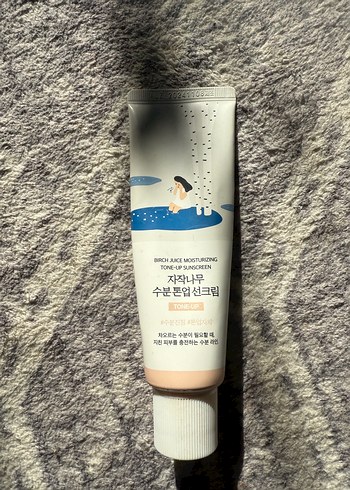 BIRCH JUICE MOISTURIZING
TONE-UP SUNSCREEN
자작나무
수분 톤업 선크림
TONE-UP
차오르는 수분이 필요할 때,
지친 피부를 충전하는 수분 라인.